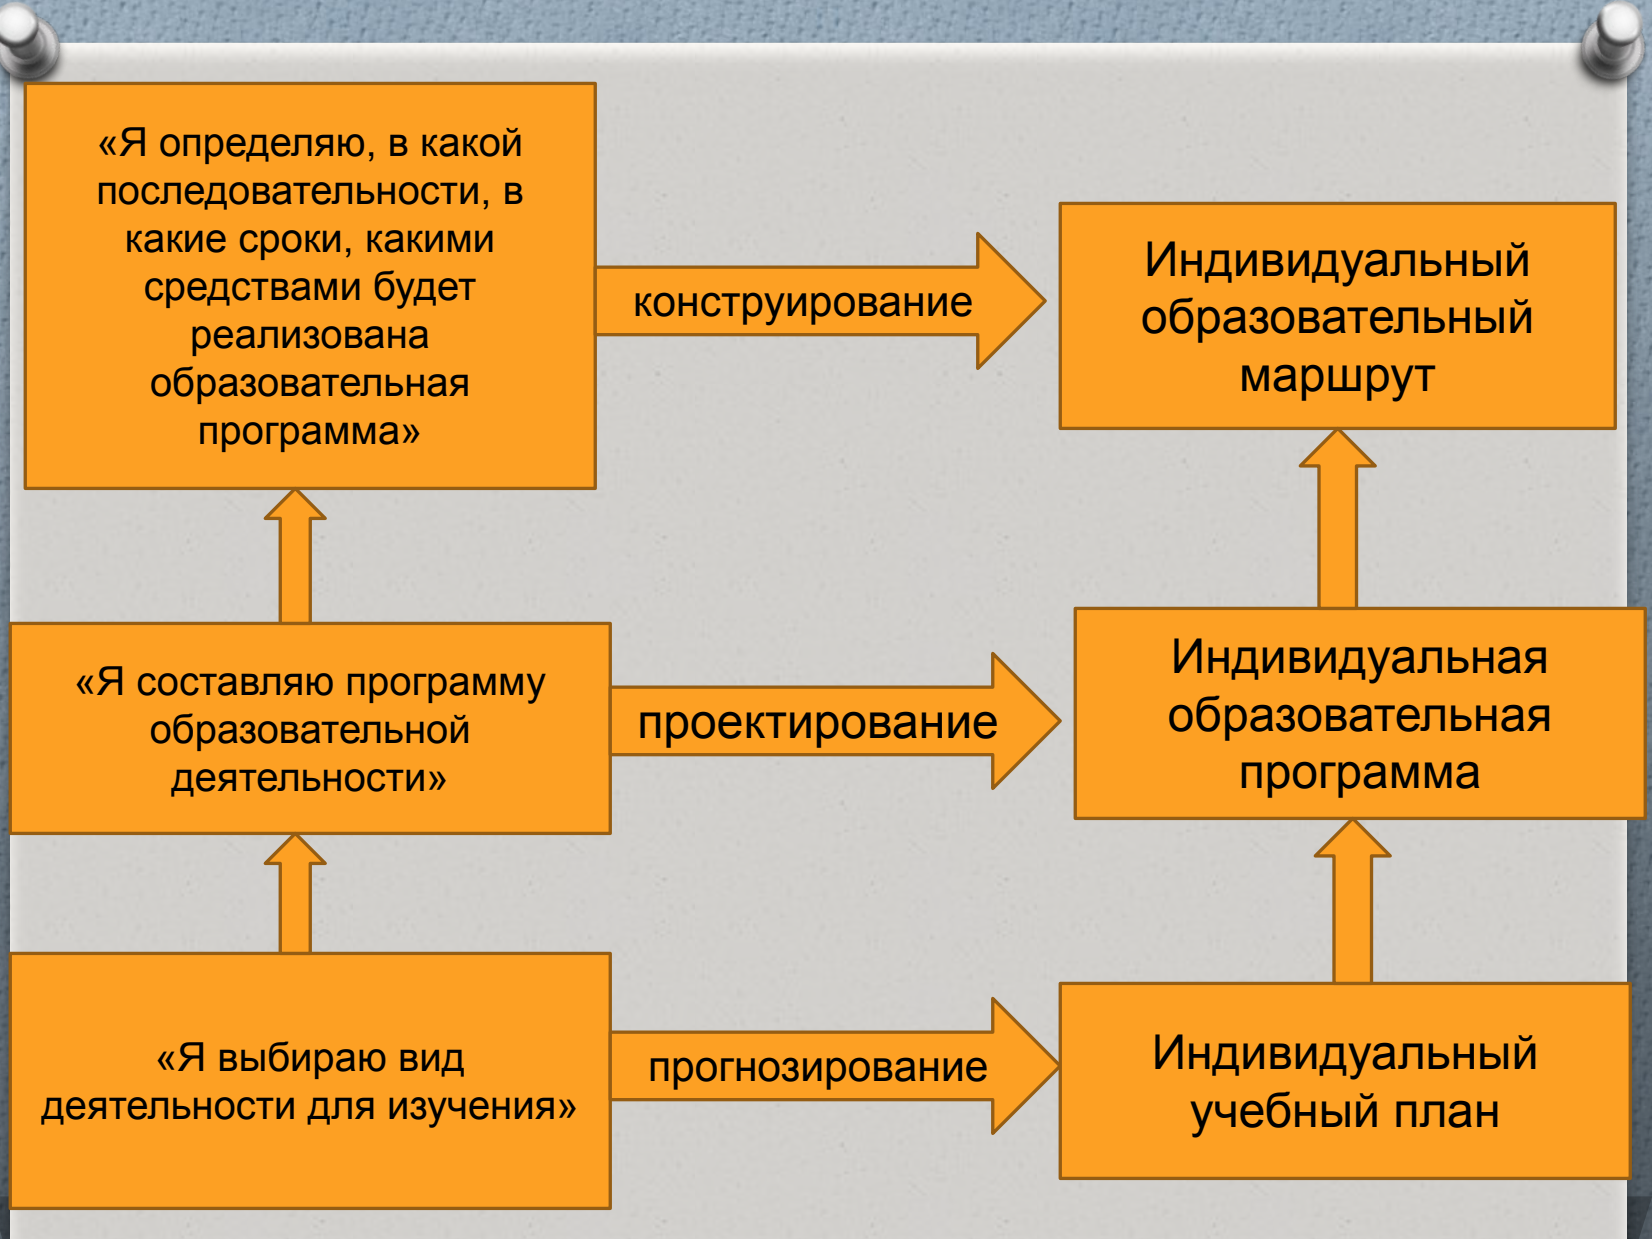 «Я определяю, в какой
последовательности, в
какие сроки, какими
средствами будет
реализована
образовательная
программа»
конструирование
Индивидуальный
образовательный
маршрут
«Я составляю программу
образовательной
деятельности»
проектирование
Индивидуальная
образовательная
программа
«Я выбираю вид
деятельности для изучения»
прогнозирование
Индивидуальный
учебный план